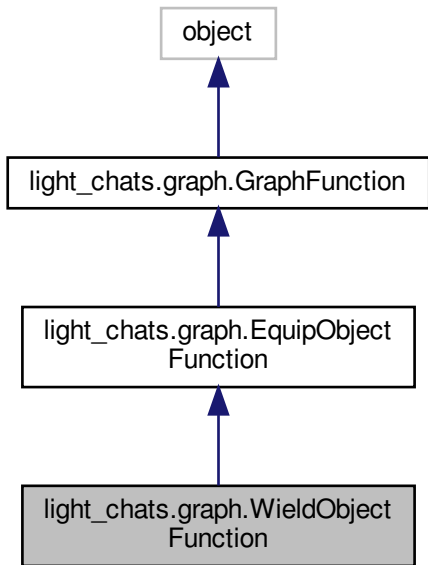 object
light_chats.graph.GraphFunction
light_chats.graph.EquipObject
Function
light_chats.graph.WieldObject
Function